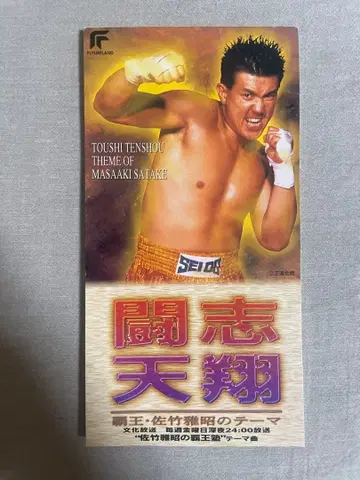 FUTURELAND
TOUSHI TENSHOU
THEME OF
MASAAKI SATAKE
SEIDO
闘志
天翔
覇王・佐竹雅昭のテーマ
文化放送 毎週金曜日深夜24:00放送
“佐竹雅昭の覇王塾”テーマ曲